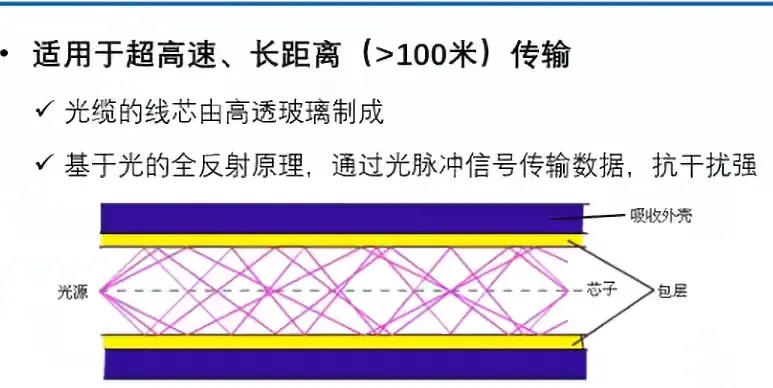 • 适用于超高速、长距离（>100米）传输
✓ 光缆的线芯由高透玻璃制成
✓ 基于光的全反射原理，通过光脉冲信号传输数据，抗干扰强
吸收外壳
光源
芯子
包层